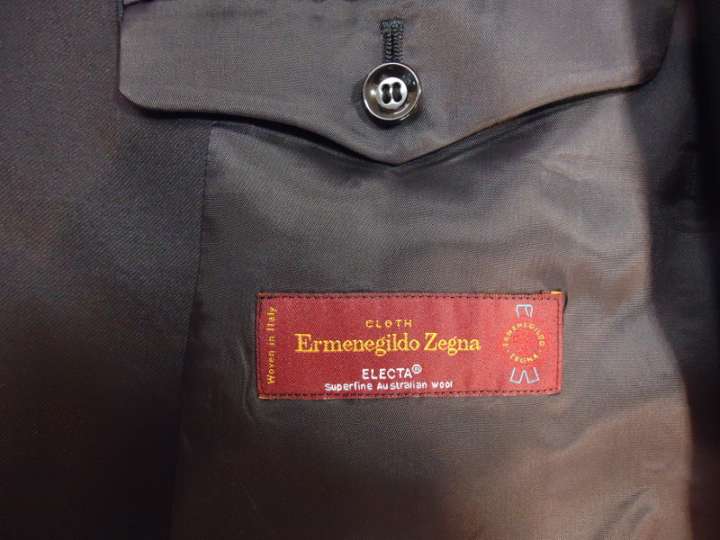 Woven in Italy
CLOTH
Ermenegildo Zegna
ELECTA®
Superfine Australian Wool
ERMENEGILDO
ZEGNA